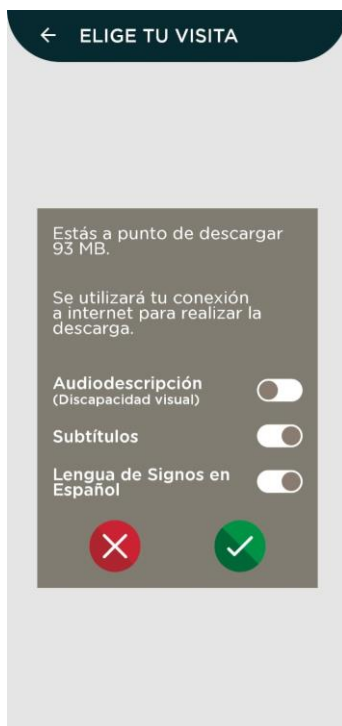 ELIGE TU VISITA
Estás a punto de descargar
93 MB.
Se utilizará tu conexión
a internet para realizar la
descarga.
Audiodescripción
(Discapacidad visual)
Subtítulos
Lengua de Signos en
Español